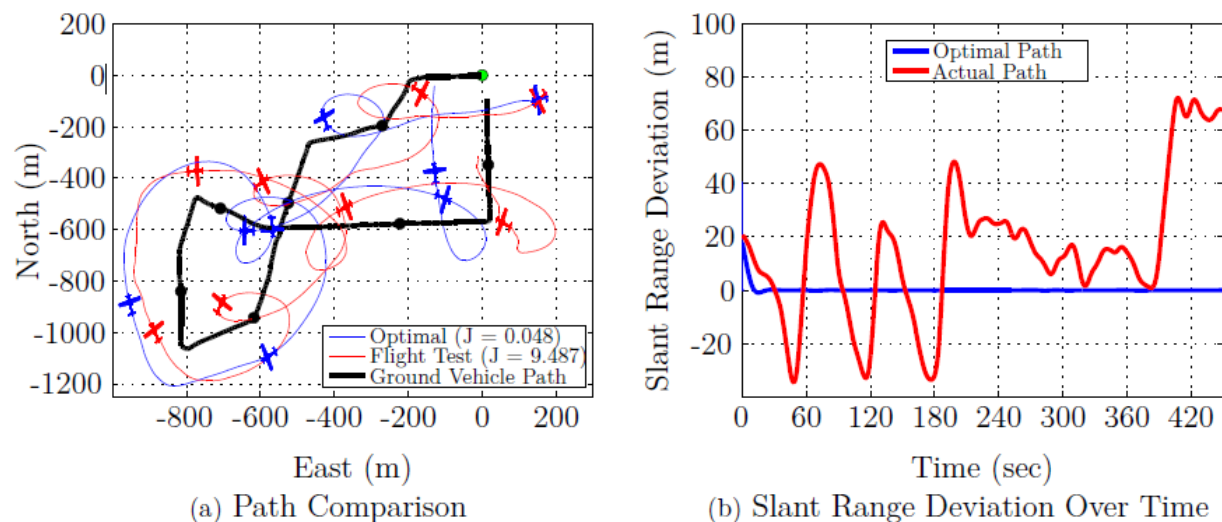 200
0
-200
-400
-600
-800
-1000
-1200
North (m)
-800 -600 -400 -200 0 200
East (m)
Optimal (J = 0.048)
Flight Test (J = 9.487)
Ground Vehicle Path
(a) Path Comparison
100
80
60
40
20
0
-20
Slant Range Deviation (m)
0 60 120 180 240 300 360 420
Time (sec)
Optimal Path
Actual Path
(b) Slant Range Deviation Over Time